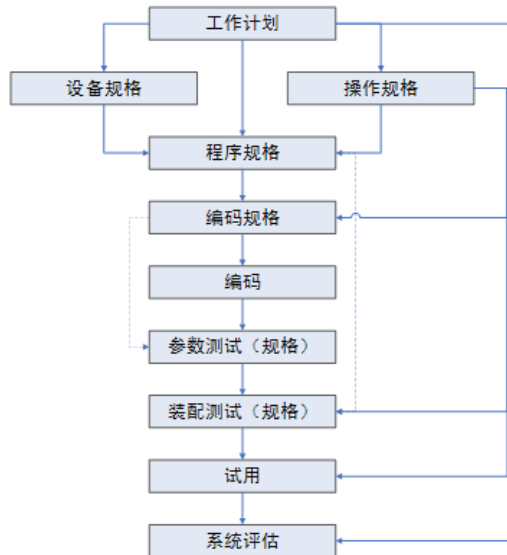 工作计划
设备规格
操作规格
程序规格
编码规格
编码
参数测试（规格）
装配测试（规格）
试用
系统评估